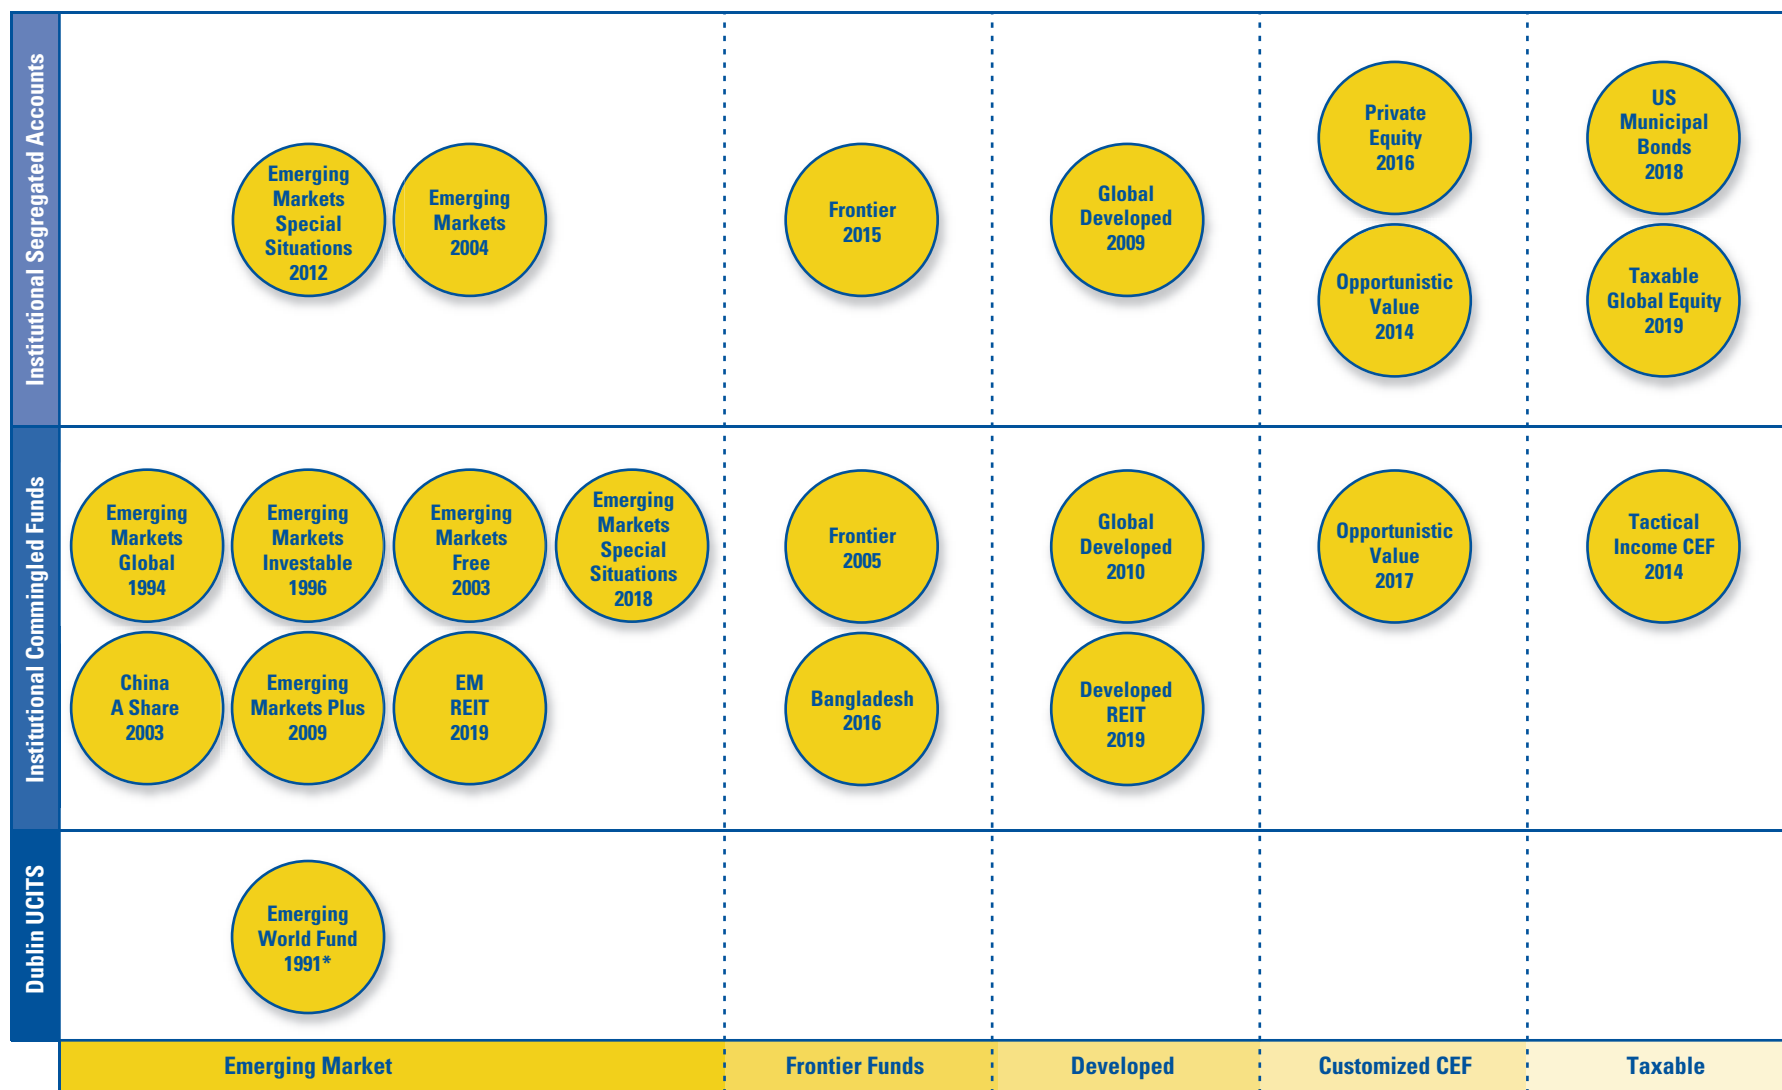 Institutional Segregated Accounts
Emerging
Markets
Special
Situations
2012
Emerging
Markets
2004
Frontier
2015
Global
Developed
2009
Private
Equity
2016
Opportunistic
Value
2014
US
Municipal
Bonds
2018
Taxable
Global Equity
2019
Institutional Commingled Funds
Emerging
Markets
Global
1994
Emerging
Markets
Investable
1996
Emerging
Markets
Free
2003
Emerging
Markets
Special
Situations
2018
China
A Share
2003
Emerging
Markets Plus
2009
EM
REIT
2019
Frontier
2005
Bangladesh
2016
Global
Developed
2010
Developed
REIT
2019
Opportunistic
Value
2017
Tactical
Income CEF
2014
Dublin UCITS
Emerging
World Fund
1991*
Emerging Market
Frontier Funds
Developed
Customized CEF
Taxable